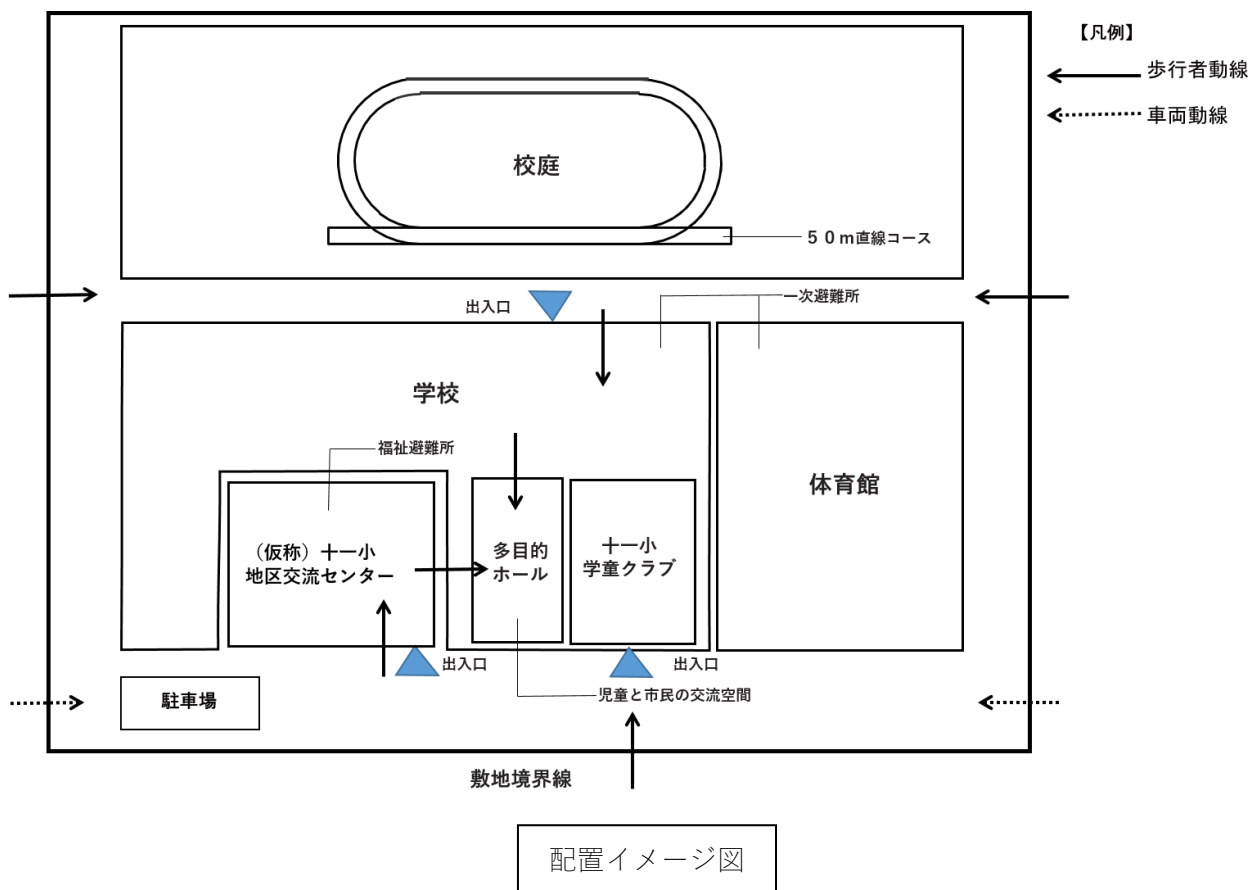 【凡例】
歩行者動線
車両動線
校庭
５０ｍ直線コース
出入口
一次避難所
学校
福祉避難所
体育館
（仮称）十一小
地区交流センター
多目的
ホール
十一小
学童クラブ
出入口
出入口
児童と市民の交流空間
駐車場
敷地境界線
配置イメージ図